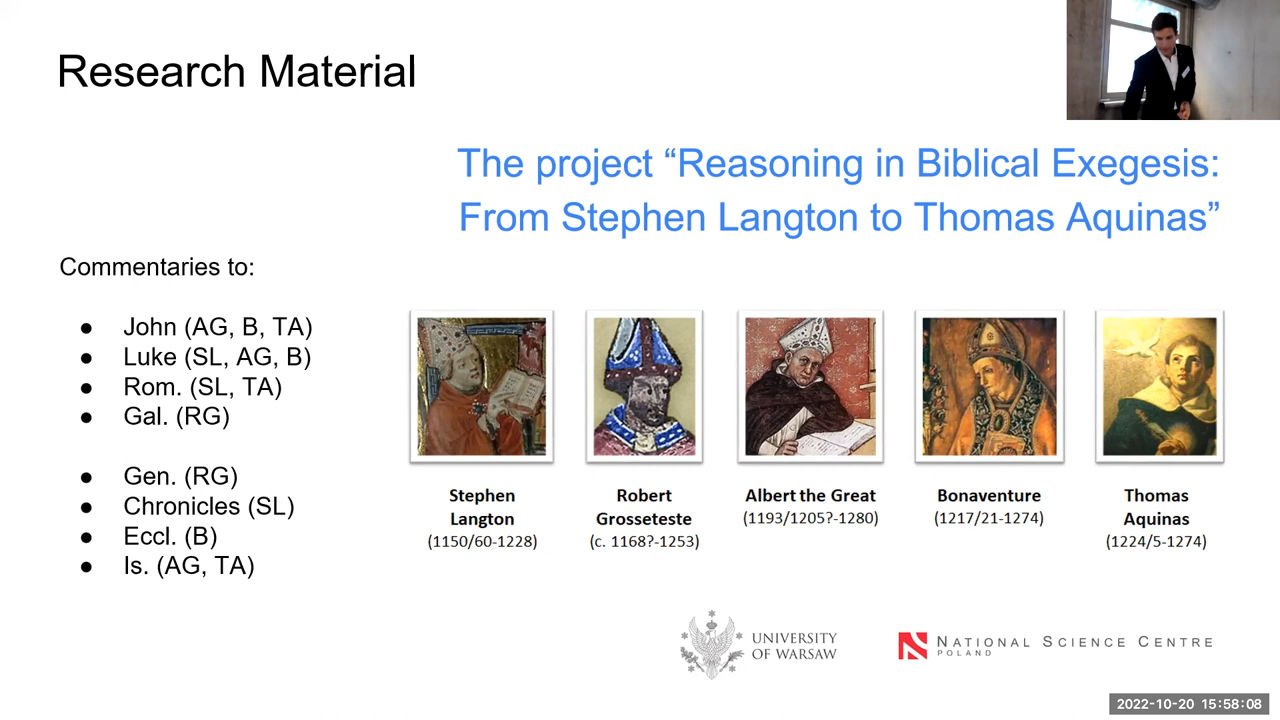 Research Material
The project “Reasoning in Biblical Exegesis:
From Stephen Langton to Thomas Aquinas”
Commentaries to:
● John (AG, B, TA)
● Luke (SL, AG, B)
● Rom. (SL, TA)
● Gal. (RG)
● Gen. (RG)
● Chronicles (SL)
● Eccl. (B)
● Is. (AG, TA)
Stephen
Langton
(1150/60-1228)
Robert
Grosseteste
(c. 1168?-1253)
Albert the Great
(1193/1205?-1280)
Bonaventure
(1217/21-1274)
Thomas
Aquinas
(1224/5-1274)
UNIVERSITY
OF WARSAW
NATIONAL SCIENCE CENTRE
POLAND
2022-10-20 15:58:08